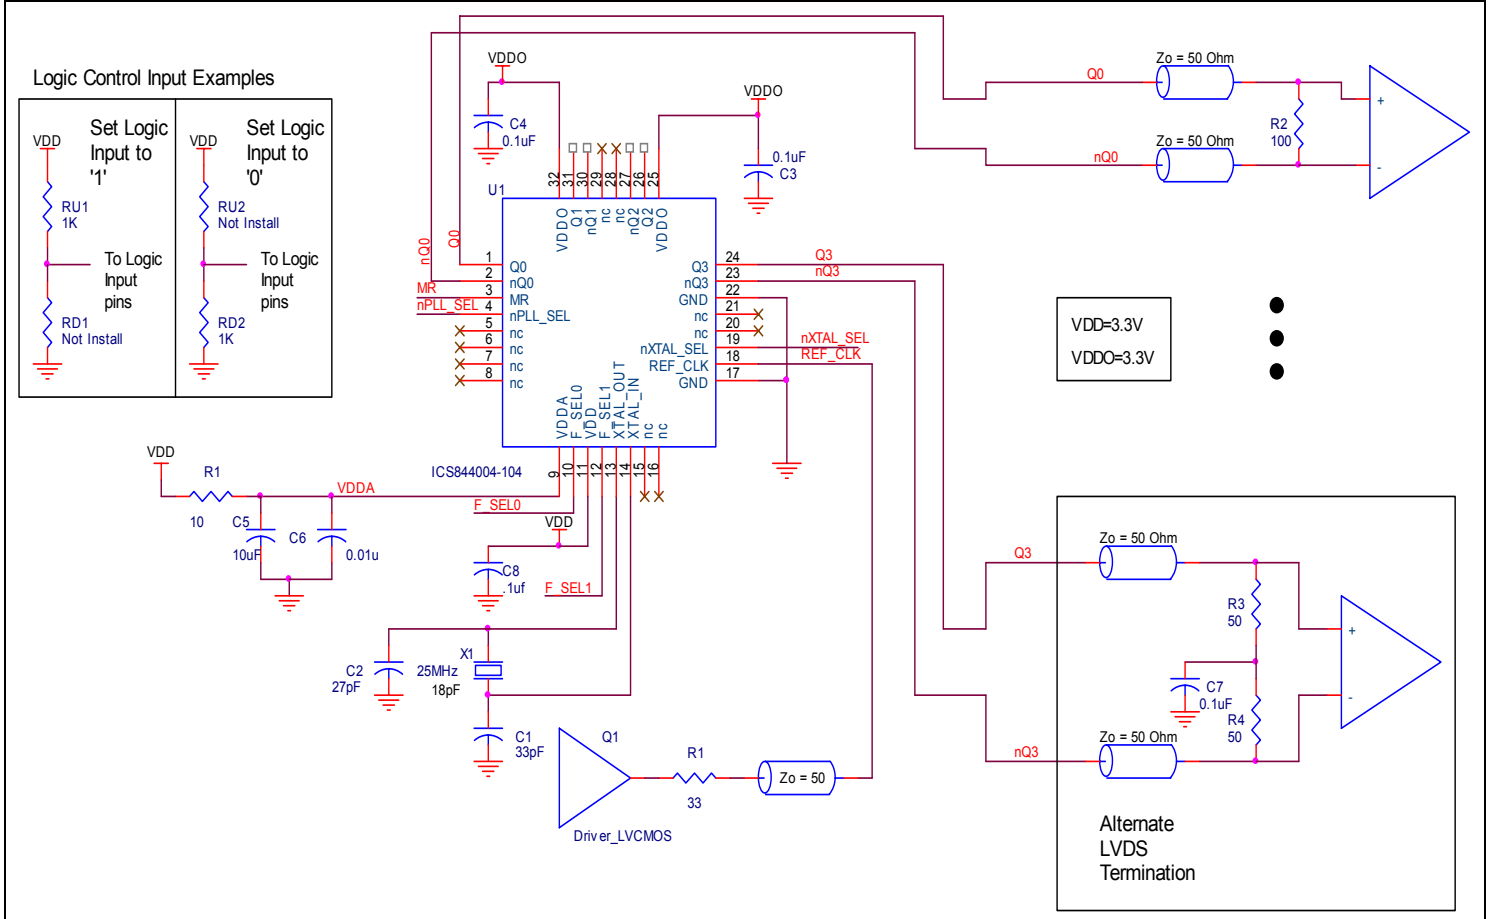 Logic Control Input Examples
VDD
Set Logic
Input to
'1'
RU1
1K
To Logic
Input
pins
RD1
Not Install
VDD
Set Logic
Input to
'0'
RU2
Not Install
To Logic
Input
pins
RD2
1K
VDDO
C4
0.1uF
VDDO
0.1uF
C3
U1
32
31
30
29
28
27
26
25
VDDO
Q1
nQ1
nc
nc
nQ2
Q2
VDDO
nQ0
Q0
MR
nPLL_SEL
1
2
3
4
5
6
7
8
Q0
nQ0
MR
nPLL_SEL
nc
nc
nc
nc
Q3
nQ3
GND
nc
nc
nXTAL_SEL
REF_CLK
GND
24
23
22
21
20
19
18
17
Q3
nQ3
nXTAL_SEL
REF_CLK
VDDA
F_SEL0
VDD
F_SEL1
XTAL_OUT
XTAL_IN
nc
nc
9
10
11
12
13
14
15
16
ICS844004-104
VDD
R1
10
VDDA
C5
10uF
C6
0.01u
F_SEL0
VDD
C8
.1uf
F_SEL1
C2
27pF
X1
25MHz
18pF
C1
33pF
Q1
Driver_LVCMOS
R1
33
Zo = 50
Q0
Zo = 50 Ohm
nQ0
Zo = 50 Ohm
R2
100
+
-
VDD=3.3V
VDDO=3.3V
Q3
Zo = 50 Ohm
R3
50
C7
0.1uF
R4
50
nQ3
Zo = 50 Ohm
+
-
Alternate
LVDS
Termination